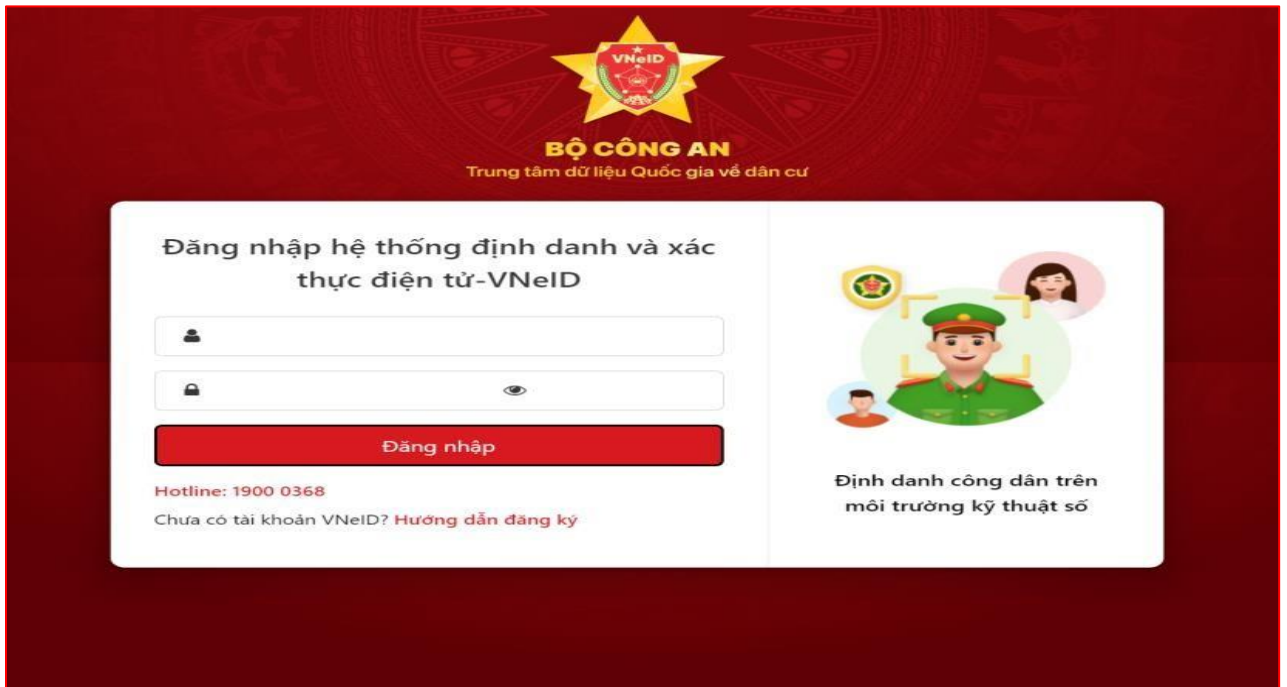 VNeID
BỘ CÔNG AN
Trung tâm dữ liệu Quốc gia về dân cư
Đăng nhập hệ thống định danh và xác
thực điện tử-VNeID
Đăng nhập
Hotline: 1900 0368
Chưa có tài khoản VNeID? Hướng dẫn đăng ký
Định danh công dân trên
môi trường kỹ thuật số